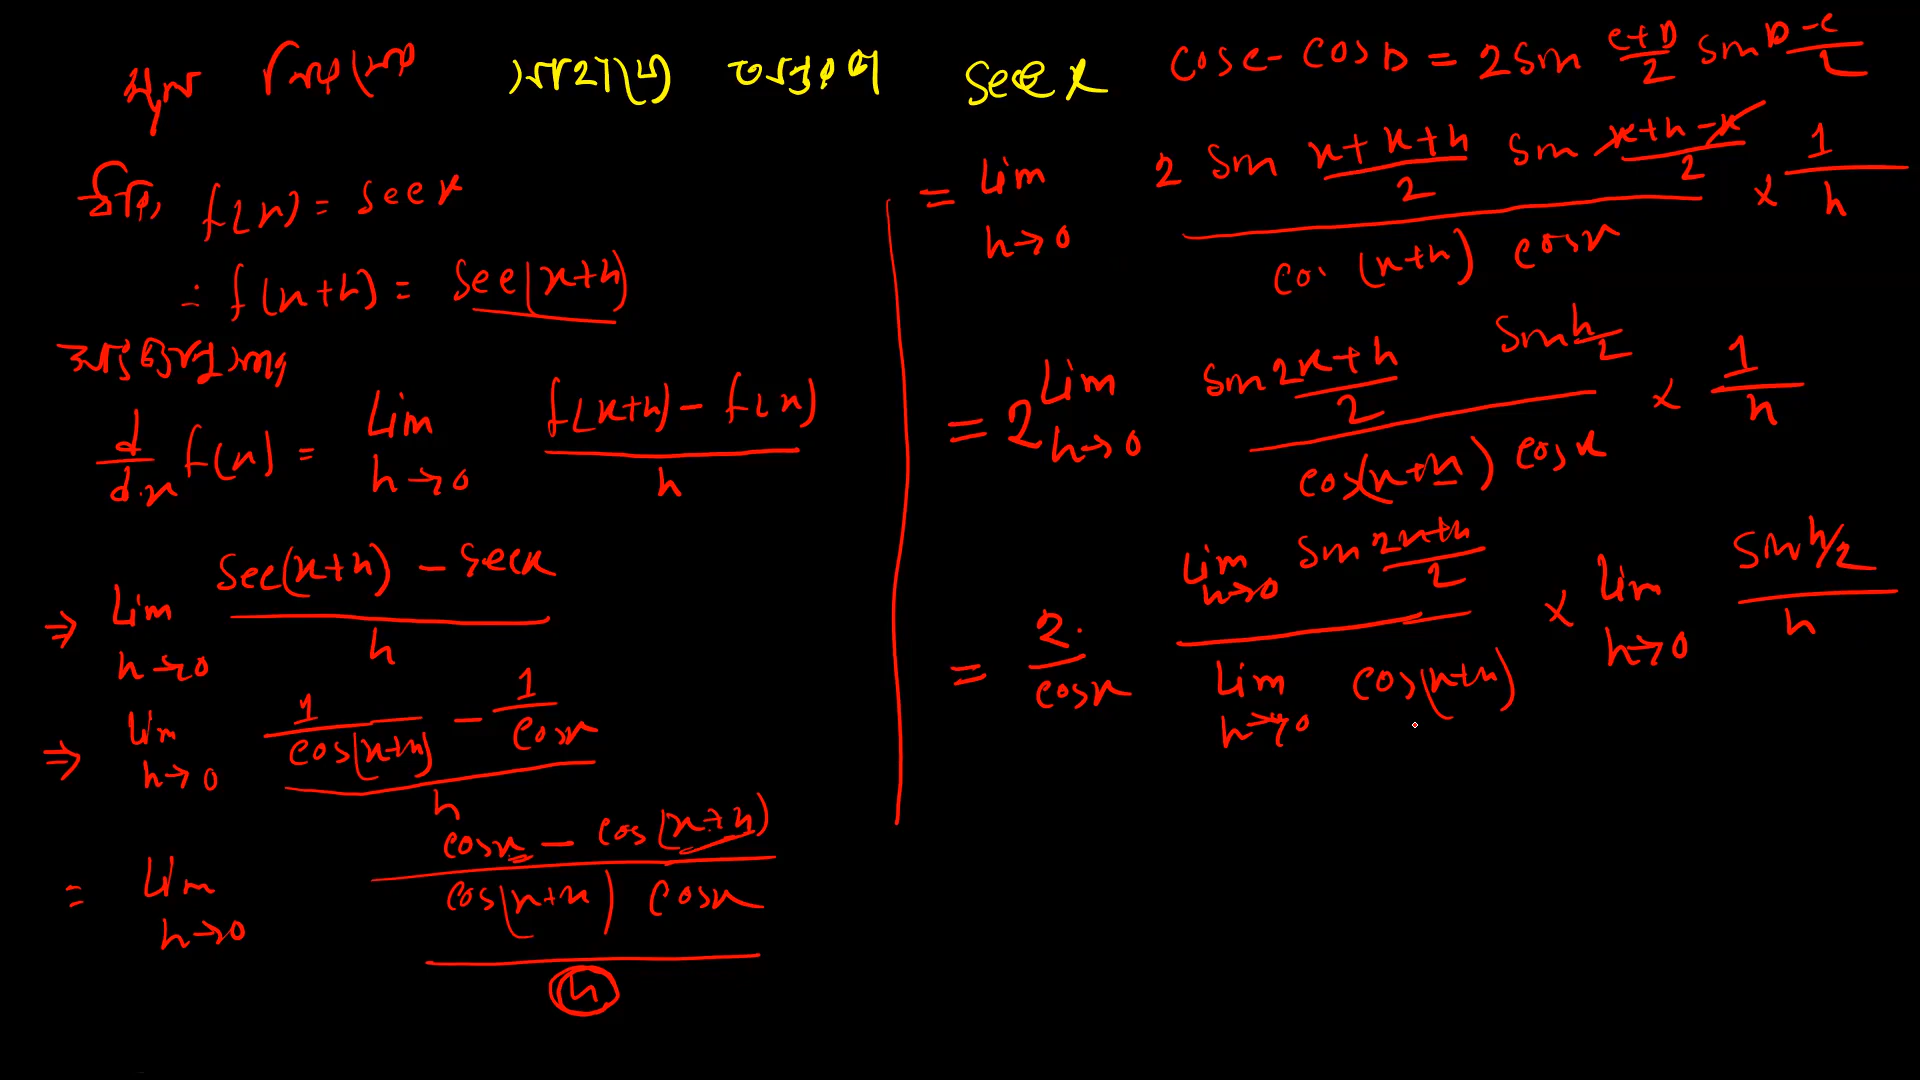 মূল নিয়মে সাহায্যে অন্তরক sec x
cos C - cos D = 2 sin (C+D)/2 sin (D-C)/2
ধরি, f(x) = sec x
∴ f(x+h) = sec(x+h)
d/dx f(x) = Lim h→0 (f(x+h) - f(x))/h
⇒ Lim h→0 (sec(x+h) - sec x)/h
⇒ Lim h→0 (1/cos(x+h) - 1/cos x)/h
= Lim h→0 ((cos x - cos(x+h))/(cos(x+h) cos x))/h
= Lim h→0 (2 sin (x+x+h)/2 sin (x+h-x)/2)/(cos(x+h) cos x) × 1/h
= 2 Lim h→0 (sin (2x+h)/2 sin h/2)/(cos(x+h) cos x) × 1/h
= 2/cos x (Lim h→0 sin (2x+h)/2)/(Lim h→0 cos(x+h)) × Lim h→0 (sin h/2)/h